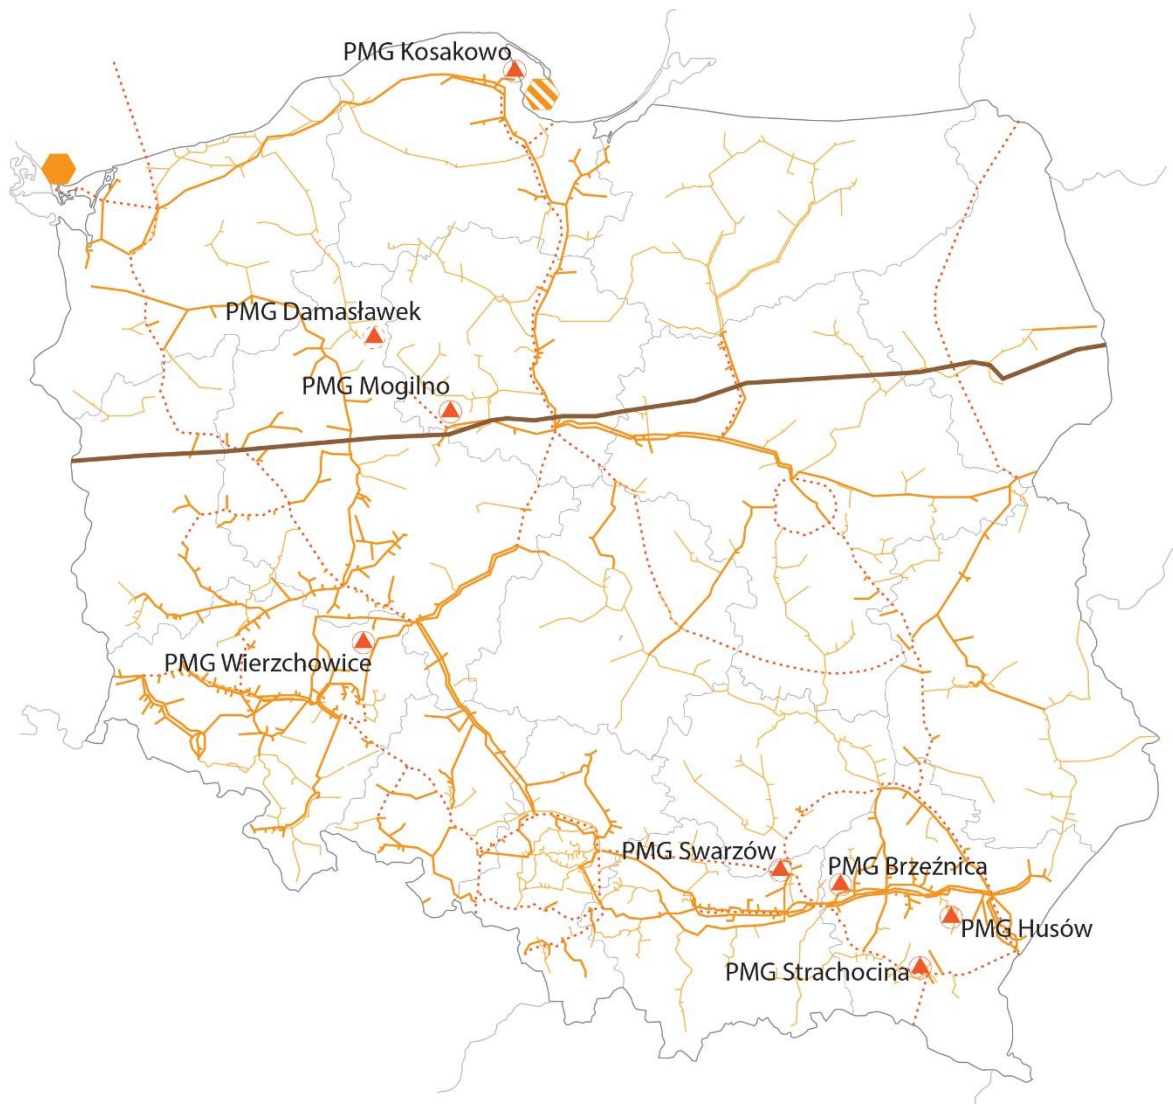 PMG Kosakowo
PMG Damasławek
PMG Mogilno
PMG Wierzchowice
PMG Swarzów
PMG Brzeźnica
PMG Husów
PMG Strachocina